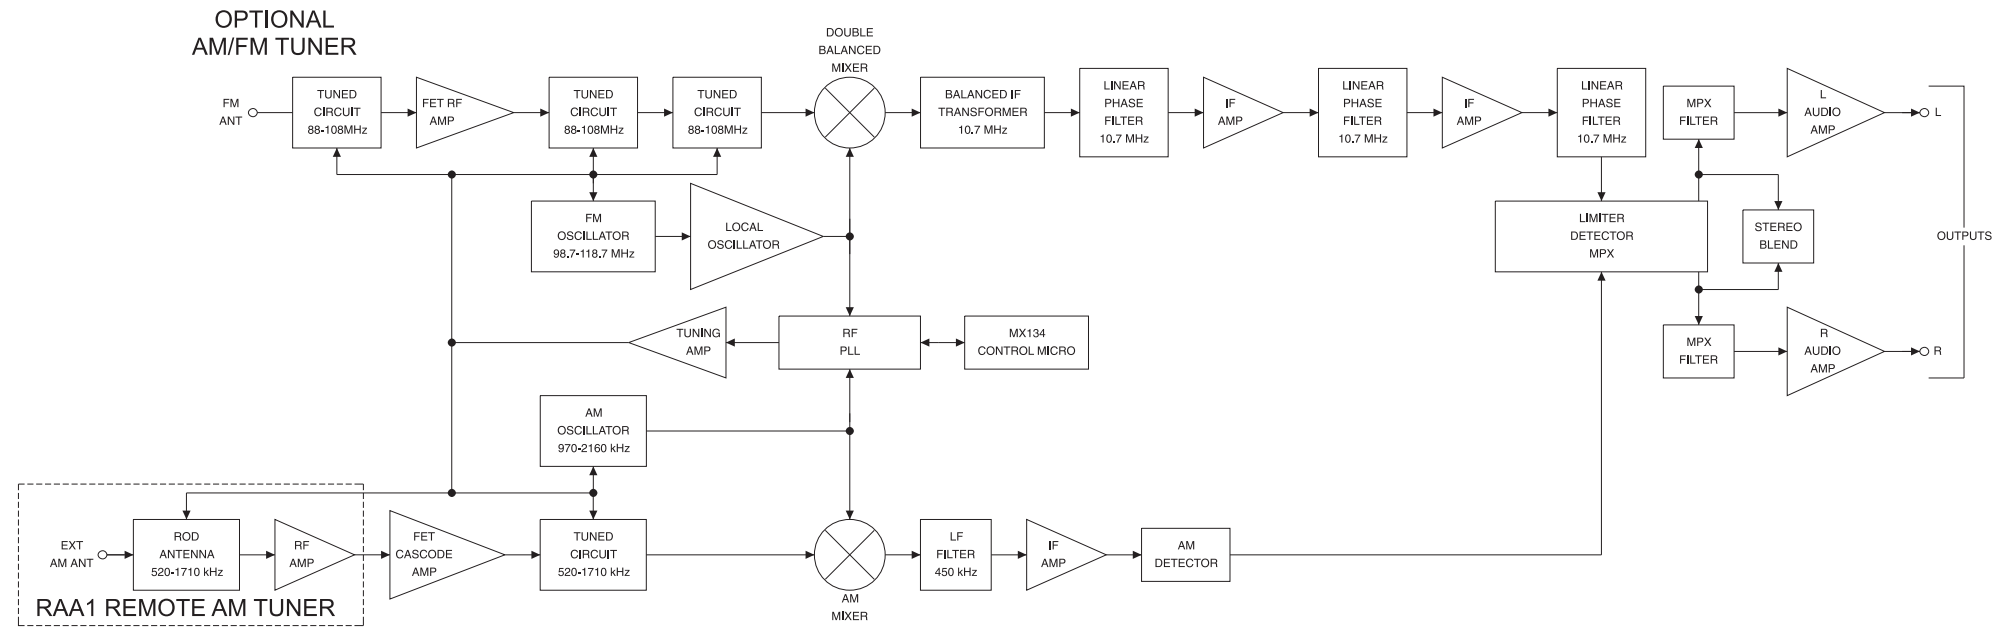 OPTIONAL
AM/FM TUNER
FM
ANT
TUNED
CIRCUIT
88-108MHz
FET RF
AMP
TUNED
CIRCUIT
88-108MHz
TUNED
CIRCUIT
88-108MHz
DOUBLE
BALANCED
MIXER
BALANCED IF
TRANSFORMER
10.7 MHz
LINEAR
PHASE
FILTER
10.7 MHz
IF
AMP
LINEAR
PHASE
FILTER
10.7 MHz
IF
AMP
LINEAR
PHASE
FILTER
10.7 MHz
MPX
FILTER
L
AUDIO
AMP
L
FM
OSCILLATOR
98.7-118.7 MHz
LOCAL
OSCILLATOR
LIMITER
DETECTOR
MPX
STEREO
BLEND
OUTPUTS
TUNING
AMP
RF
PLL
MX134
CONTROL MICRO
MPX
FILTER
R
AUDIO
AMP
R
AM
OSCILLATOR
970-2160 kHz
EXT
AM ANT
ROD
ANTENNA
520-1710 kHz
RF
AMP
RAA1 REMOTE AM TUNER
FET
CASCODE
AMP
TUNED
CIRCUIT
520-1710 kHz
AM
MIXER
LF
FILTER
450 kHz
IF
AMP
AM
DETECTOR